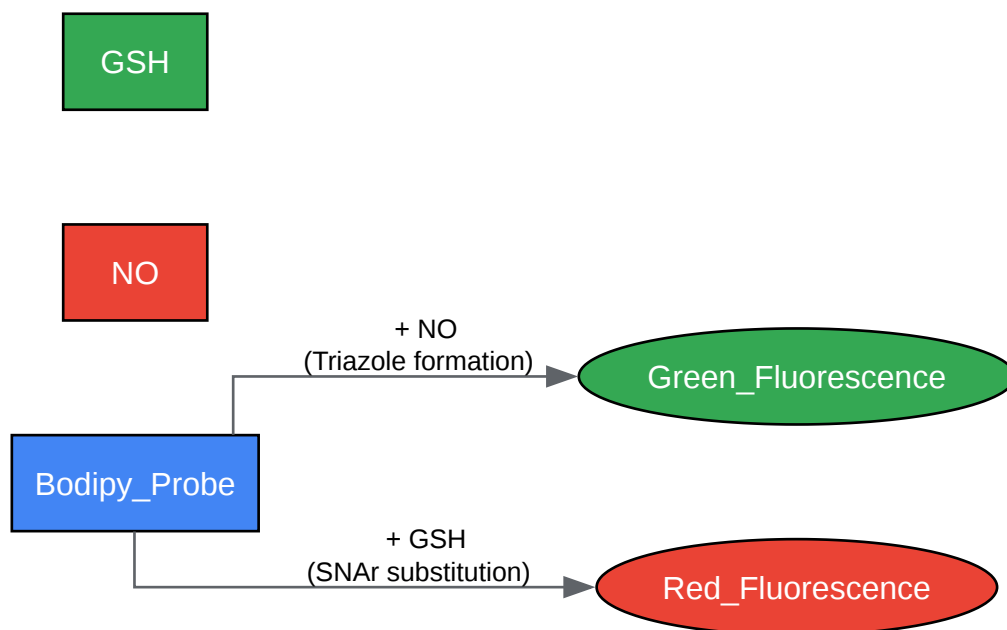 GSH
NO
+ NO
(Triazole formation)
Green_Fluorescence
Bodipy_Probe
+ GSH
(SNAr substitution)
Red_Fluorescence